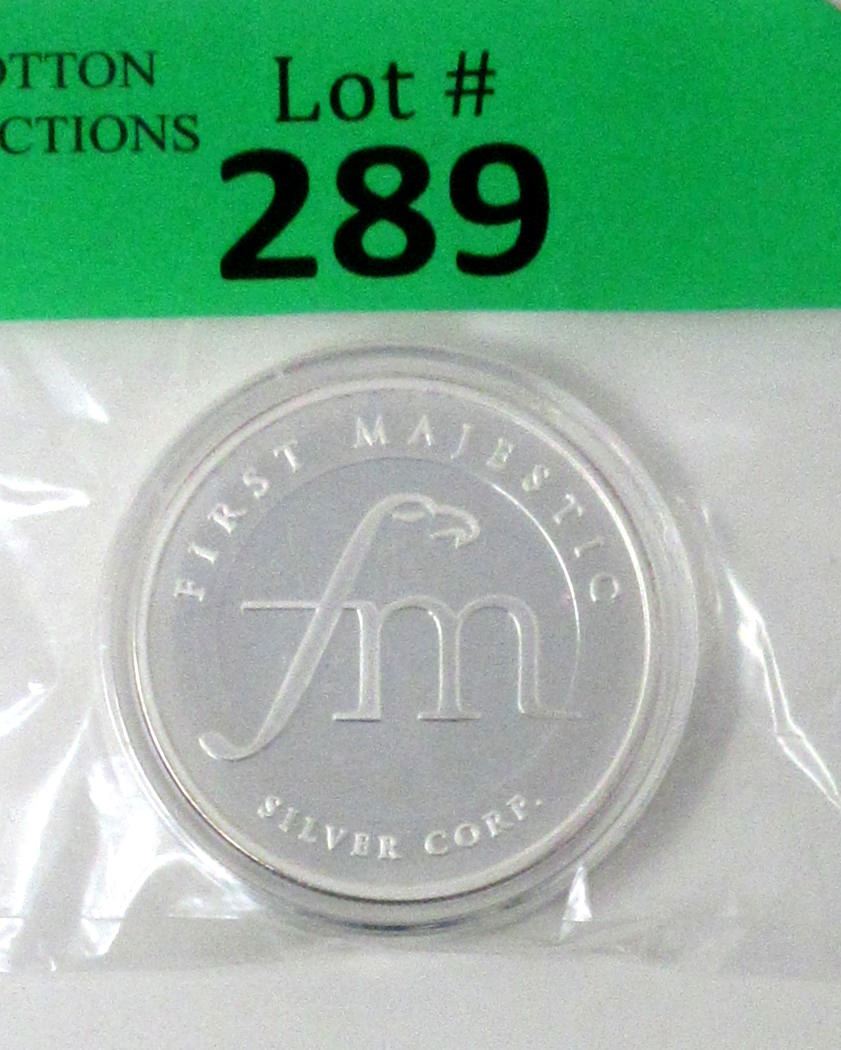 OTTON
CTIONS
Lot #
289
FIRST MAJESTIC
fm
SILVER CORP.